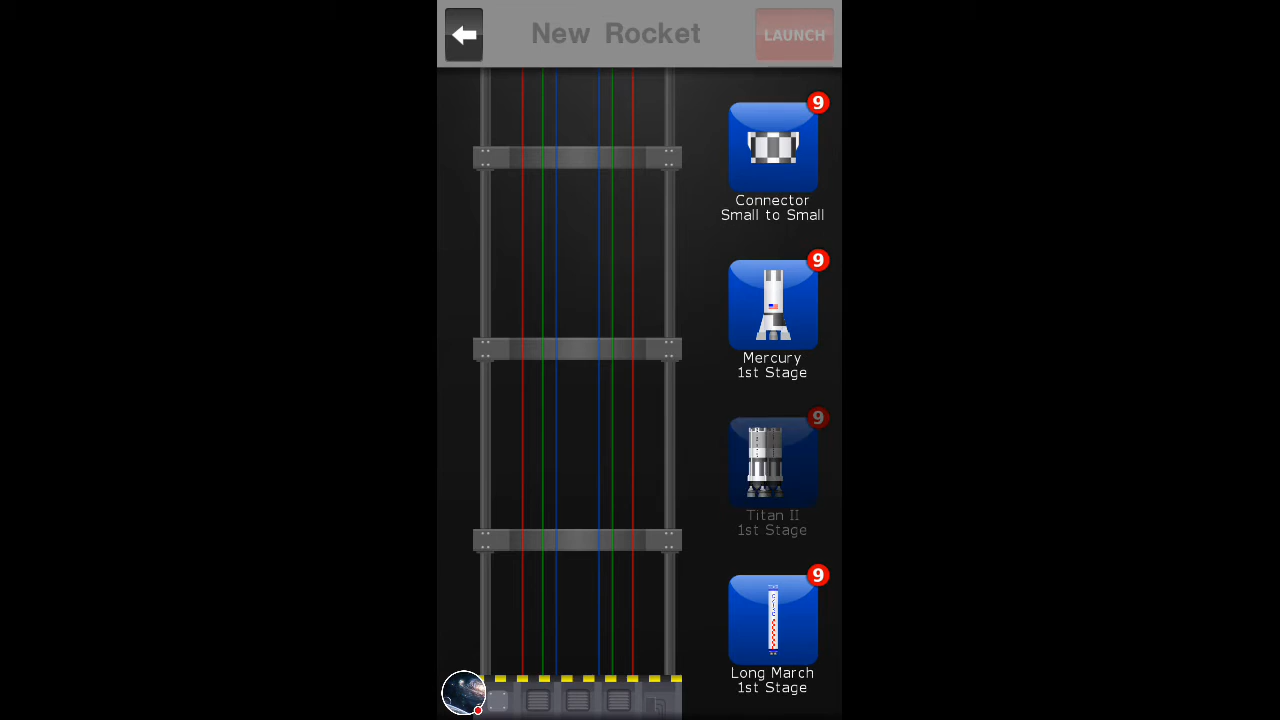 New Rocket
LAUNCH
9
Connector
Small to Small
9
Mercury
1st Stage
9
Titan II
1st Stage
9
Long March
1st Stage